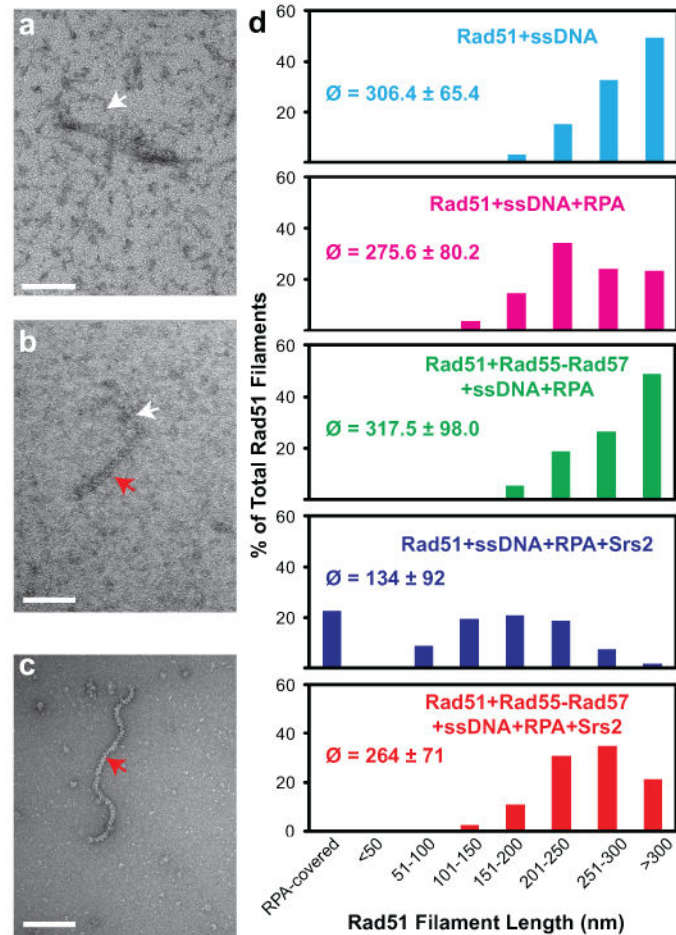 a
b
c
d
% of Total Rad51 Filaments
60
40
20
Rad51+ssDNA
Ø = 306.4 ± 65.4
60
40
20
Rad51+ssDNA+RPA
Ø = 275.6 ± 80.2
60
40
20
Rad51+Rad55-Rad57
+ssDNA+RPA
Ø = 317.5 ± 98.0
60
40
20
Rad51+ssDNA+RPA+Srs2
Ø = 134 ± 92
60
40
20
0
Rad51+Rad55-Rad57
+ssDNA+RPA+Srs2
Ø = 264 ± 71
RPA-covered
<50
51-100
101-150
151-200
201-250
251-300
>300
Rad51 Filament Length (nm)